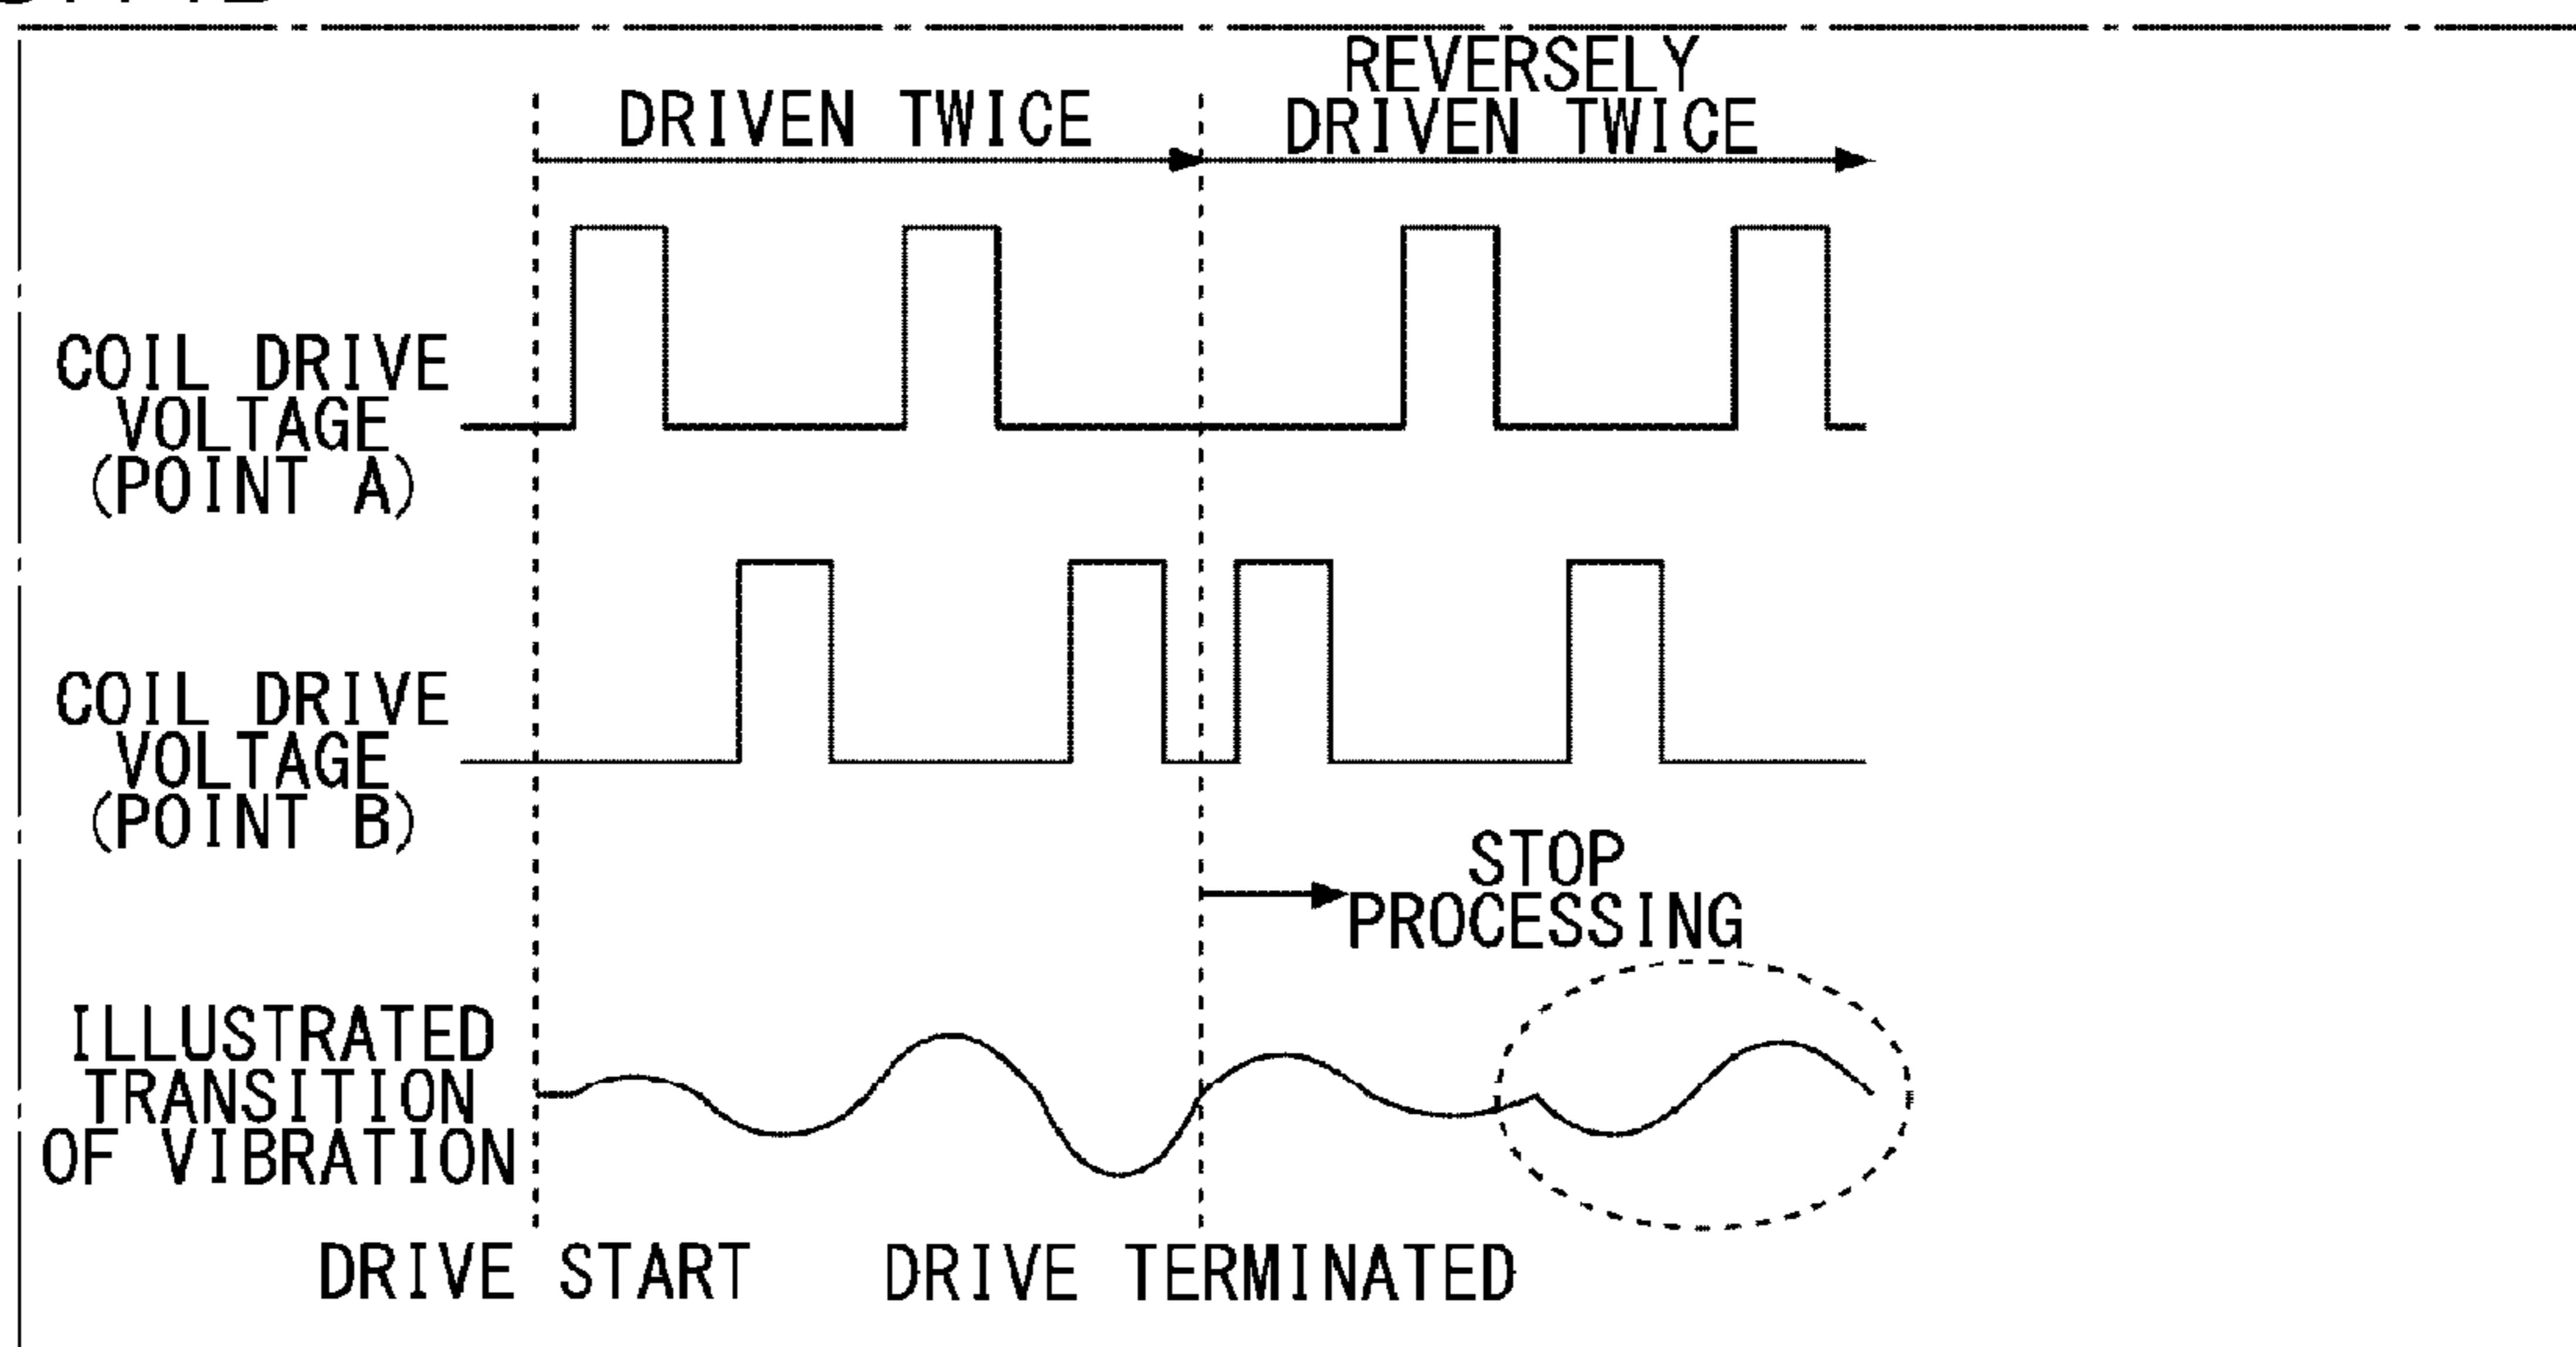 REVERSELY
DRIVEN TWICE
DRIVEN TWICE
COIL DRIVE
VOLTAGE
(POINT A)
COIL DRIVE
VOLTAGE
(POINT B)
STOP
PROCESSING
ILLUSTRATED
TRANSITION
OF VIBRATION
DRIVE START
DRIVE TERMINATED